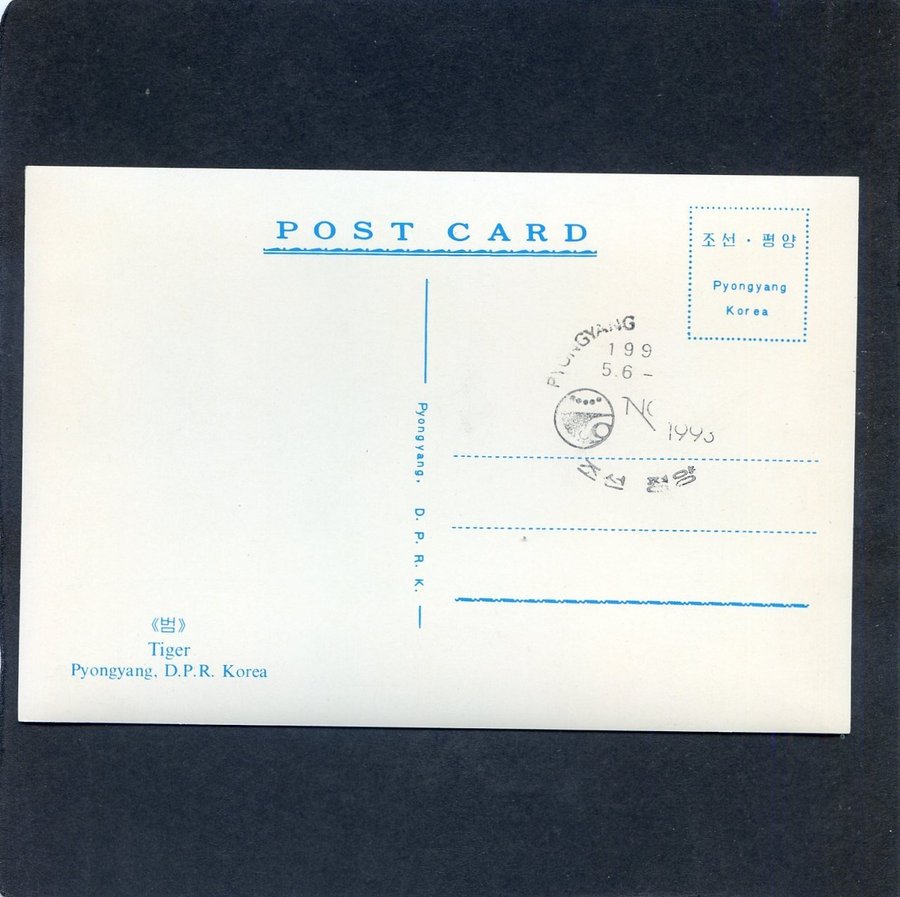 POST CARD
조선・평양
Pyongyang
Korea
PYONGYANG
199
5.6-
1993
조선 평양
Pyongyang, D. P. R. K.
《범》
Tiger
Pyongyang, D.P.R. Korea